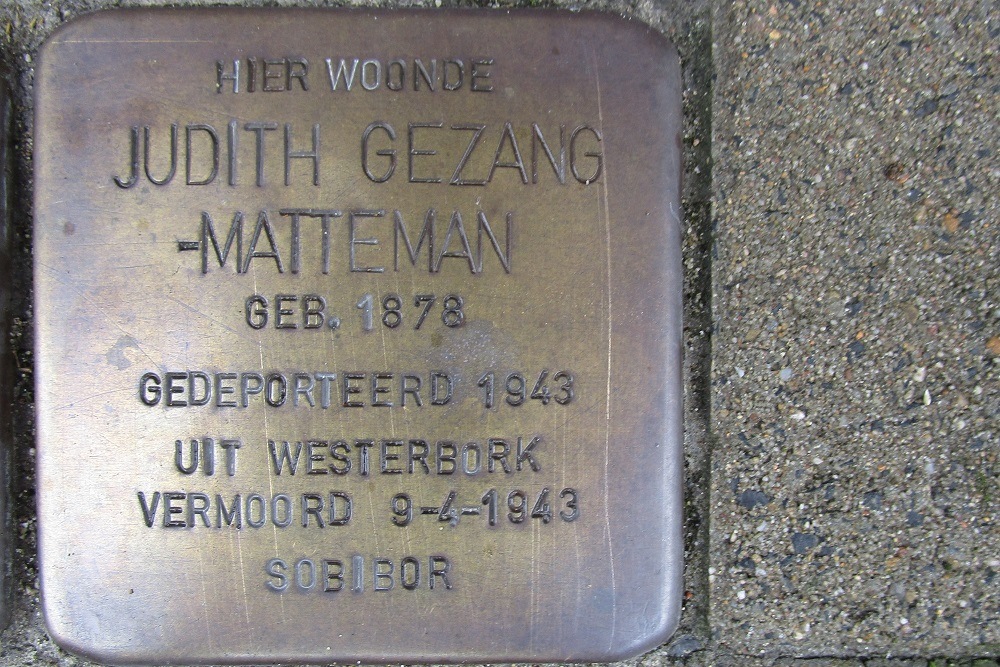 HIER WOONDE
JUDITH GEZANG
-MATTEMAN
GEB. 1878
GEDEPORTEERD 1943
UIT WESTERBORK
VERMOORD 9-4-1943
SOBIBOR